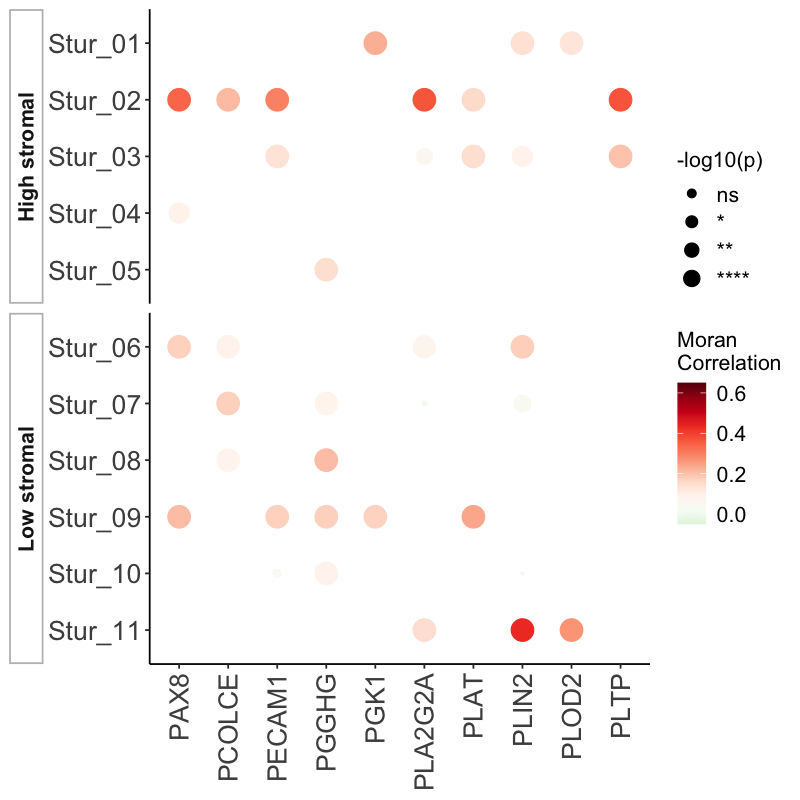 High stromal
Stur_01
Stur_02
Stur_03
Stur_04
Stur_05
Low stromal
Stur_06
Stur_07
Stur_08
Stur_09
Stur_10
Stur_11
PAX8
PCOLCE
PECAM1
PGGHG
PGK1
PLA2G2A
PLAT
PLIN2
PLOD2
PLTP
-log10(p)
ns
*
**
****
Moran
Correlation
0.6
0.4
0.2
0.0